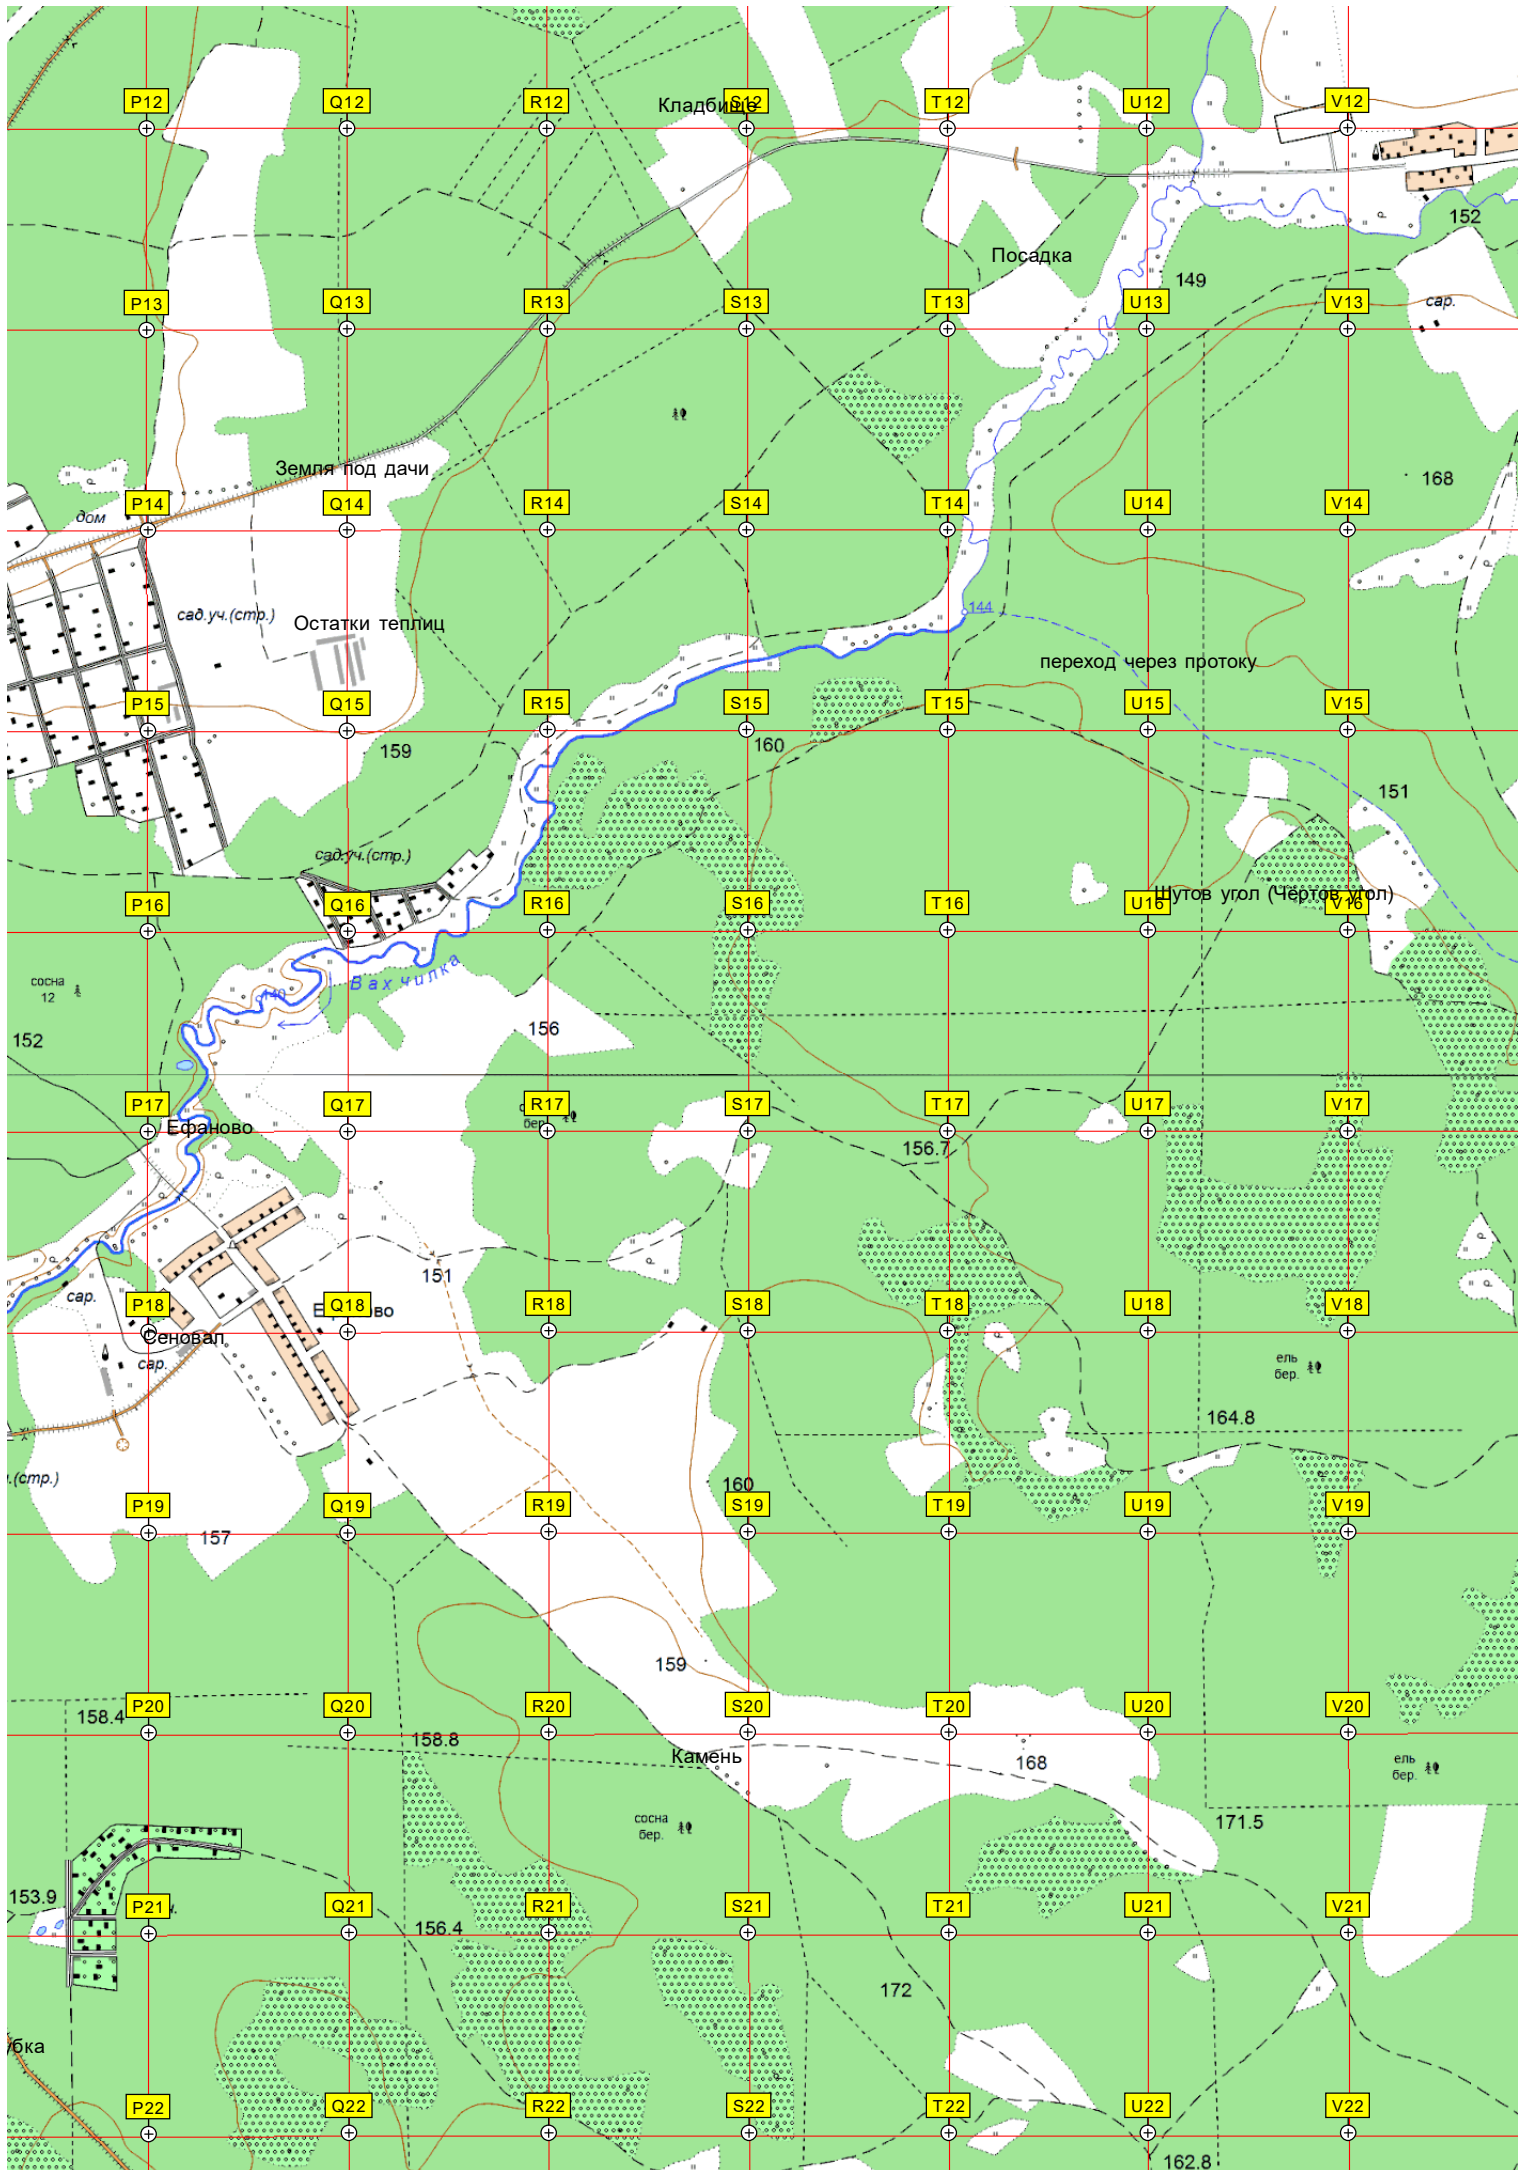 P12 Q12 R12 Кладбище S12 T12 U12 V12
152
Посадка
149
P13 Q13 R13 S13 T13 U13 V13
сар.
Земля под дачи
168
P14 Q14 R14 S14 T14 U14 V14
дом
сад.уч.(стр.)
Остатки теплиц
144
переход через протоку
P15 Q15 R15 S15 T15 U15 V15
159
160
151
сад.уч.(стр.)
P16 Q16 R16 S16 T16 U16 V16
Шутов угол (Чёртов угол)
Вахчилка
сосна
12
140
152
156
P17 Q17 R17 S17 T17 U17 V17
бер.
Ефаново
156.7
151
сар.
P18 Q18 R18 S18 T18 U18 V18
Сеновал
сар.
ель
бер.
164.8
.(стр.)
160
P19 Q19 R19 S19 T19 U19 V19
157
159
P20 Q20 R20 S20 T20 U20 V20
158.4
158.8
Камень
168
ель
бер.
сосна
бер.
171.5
153.9
P21 Q21 R21 S21 T21 U21 V21
156.4
172
убка
P22 Q22 R22 S22 T22 U22 V22
162.8